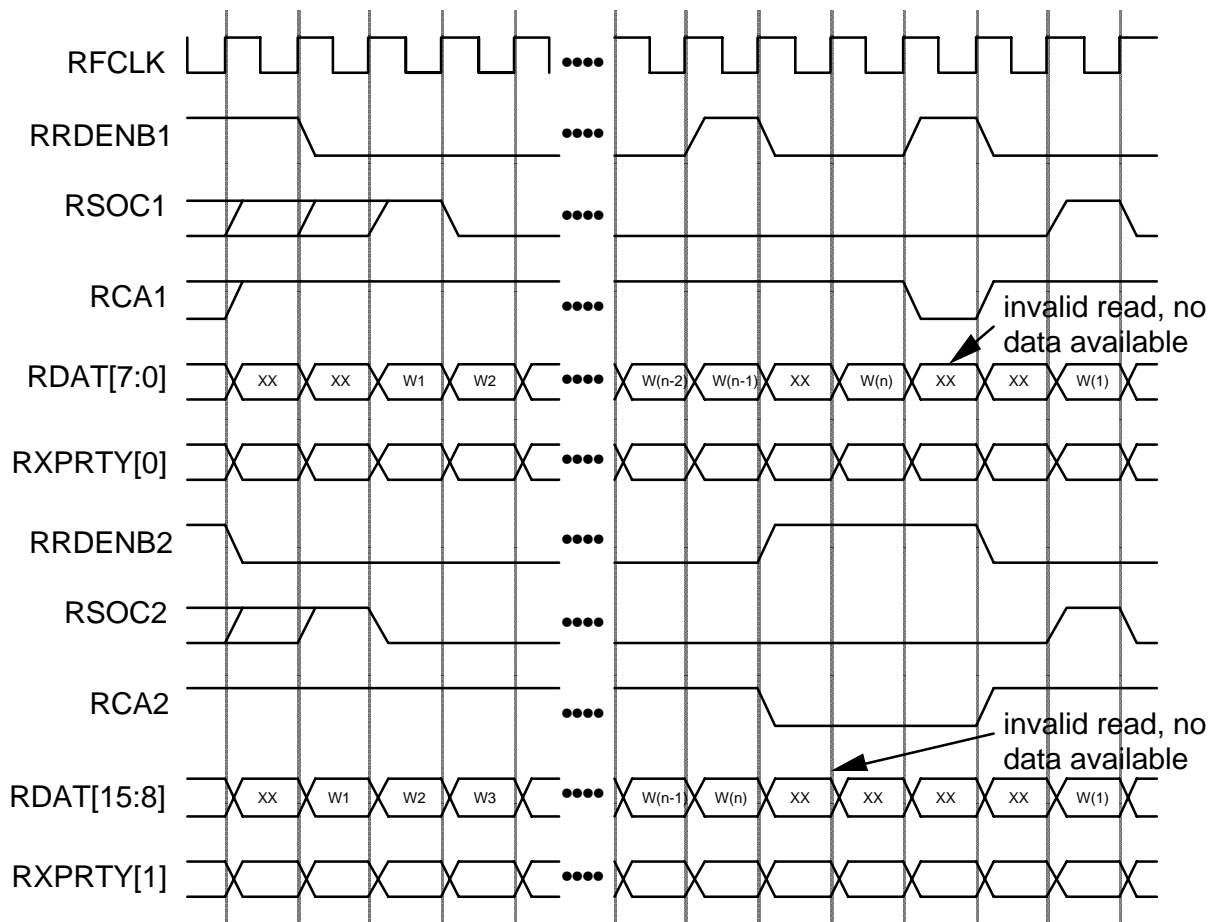 RFCLK
RRDENB1
RSOC1
RCA1
invalid read, no
data available
RDAT[7:0]
XX XX W1 W2 W(n-2) W(n-1) XX W(n) XX XX W(1)
RXPRTY[0]
RRDENB2
RSOC2
RCA2
invalid read, no
data available
RDAT[15:8]
XX W1 W2 W3 W(n-1) W(n) XX XX XX XX W(1)
RXPRTY[1]